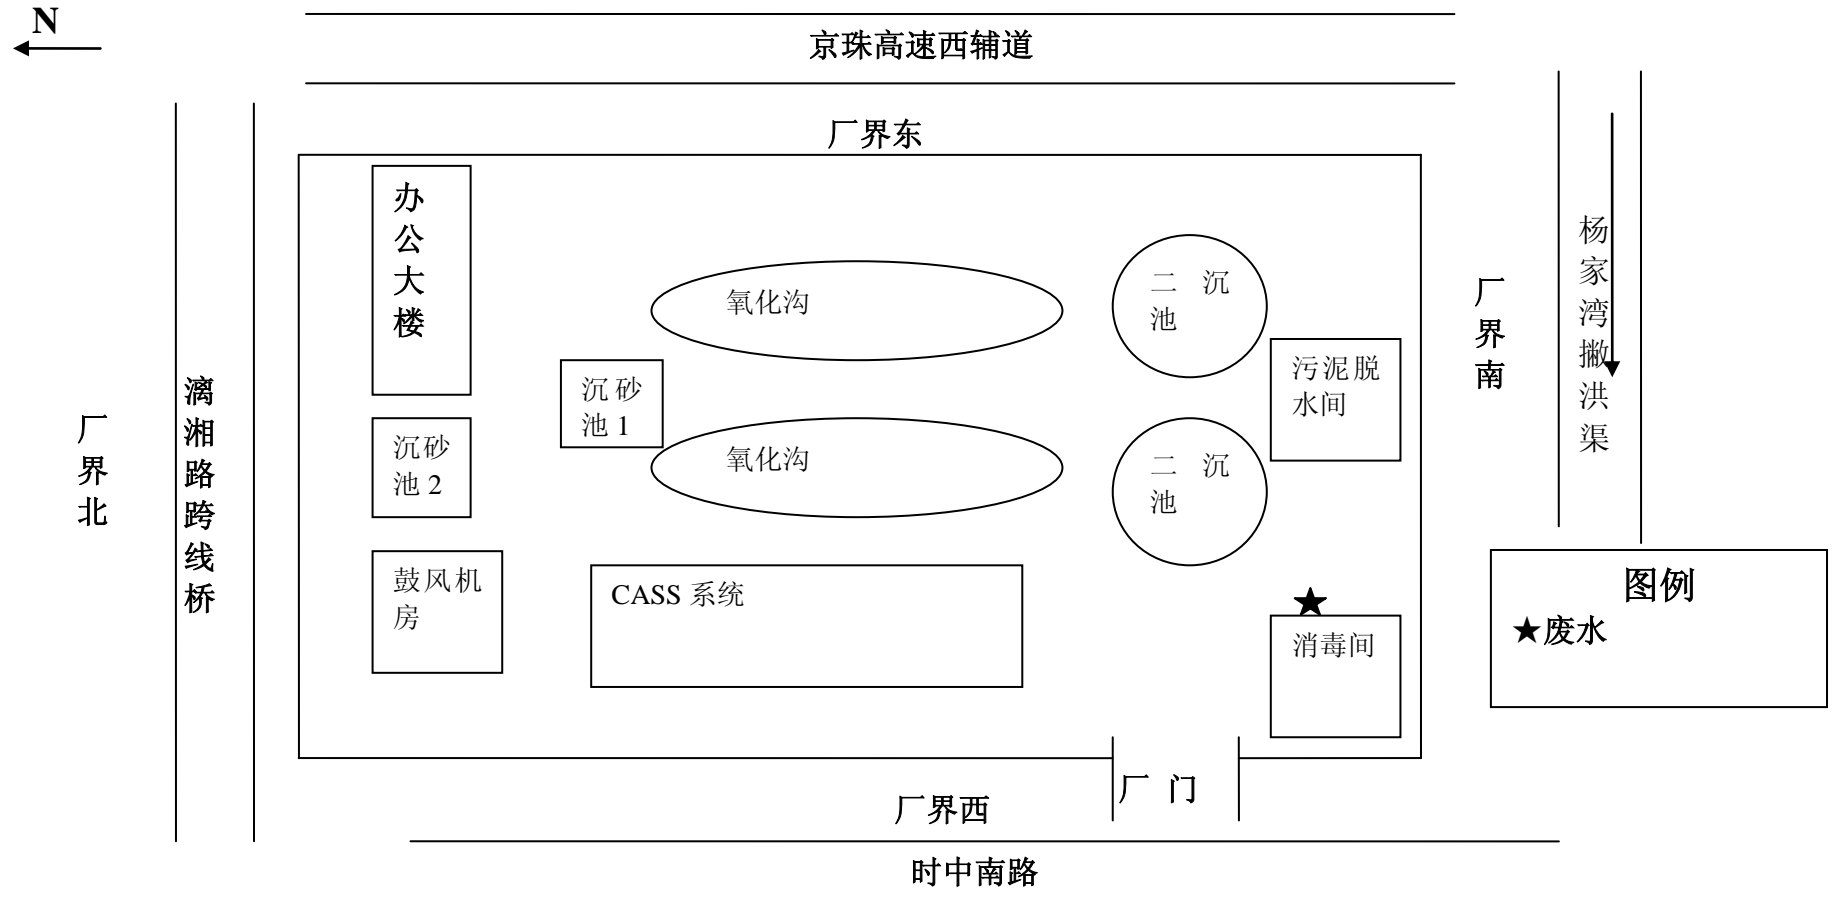 N
京珠高速西辅道
厂界东
办公大楼
氧化沟
二 沉
池
杨家湾撇洪渠
厂界南
污泥脱
水间
沉砂
池 1
漓湘路跨线桥
厂界北
沉砂
池 2
氧化沟
二 沉
池
鼓风机
房
CASS 系统
图例
★废水
★
消毒间
厂 门
厂界西
时中南路